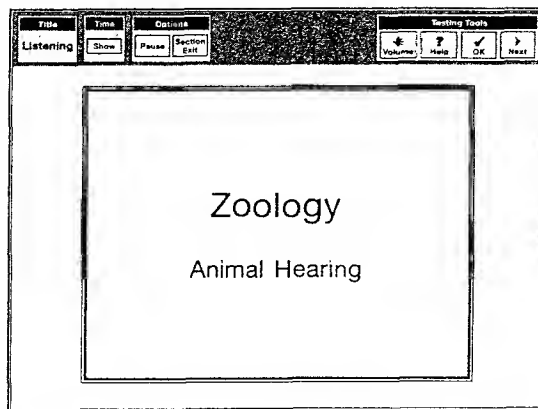 Title
Time
Options
Testing Tools
Listening
Show
Pause
Section
Exit
Volume
?
Help
OK
Next
Zoology
Animal Hearing